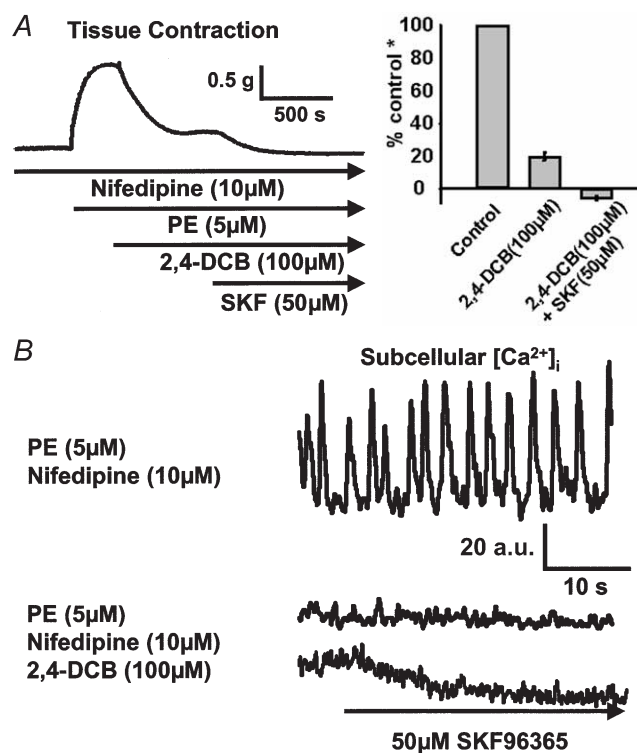 A
Tissue Contraction
0.5 g
500 s
Nifedipine (10µM)
PE (5µM)
2,4-DCB (100µM)
SKF (50µM)
% control *
100
80
60
40
20
0
Control
2,4-DCB(100µM)
2,4-DCB(100µM)
+ SKF(50µM)
B
Subcellular [Ca²⁺]ᵢ
PE (5µM)
Nifedipine (10µM)
20 a.u.
10 s
PE (5µM)
Nifedipine (10µM)
2,4-DCB (100µM)
50µM SKF96365